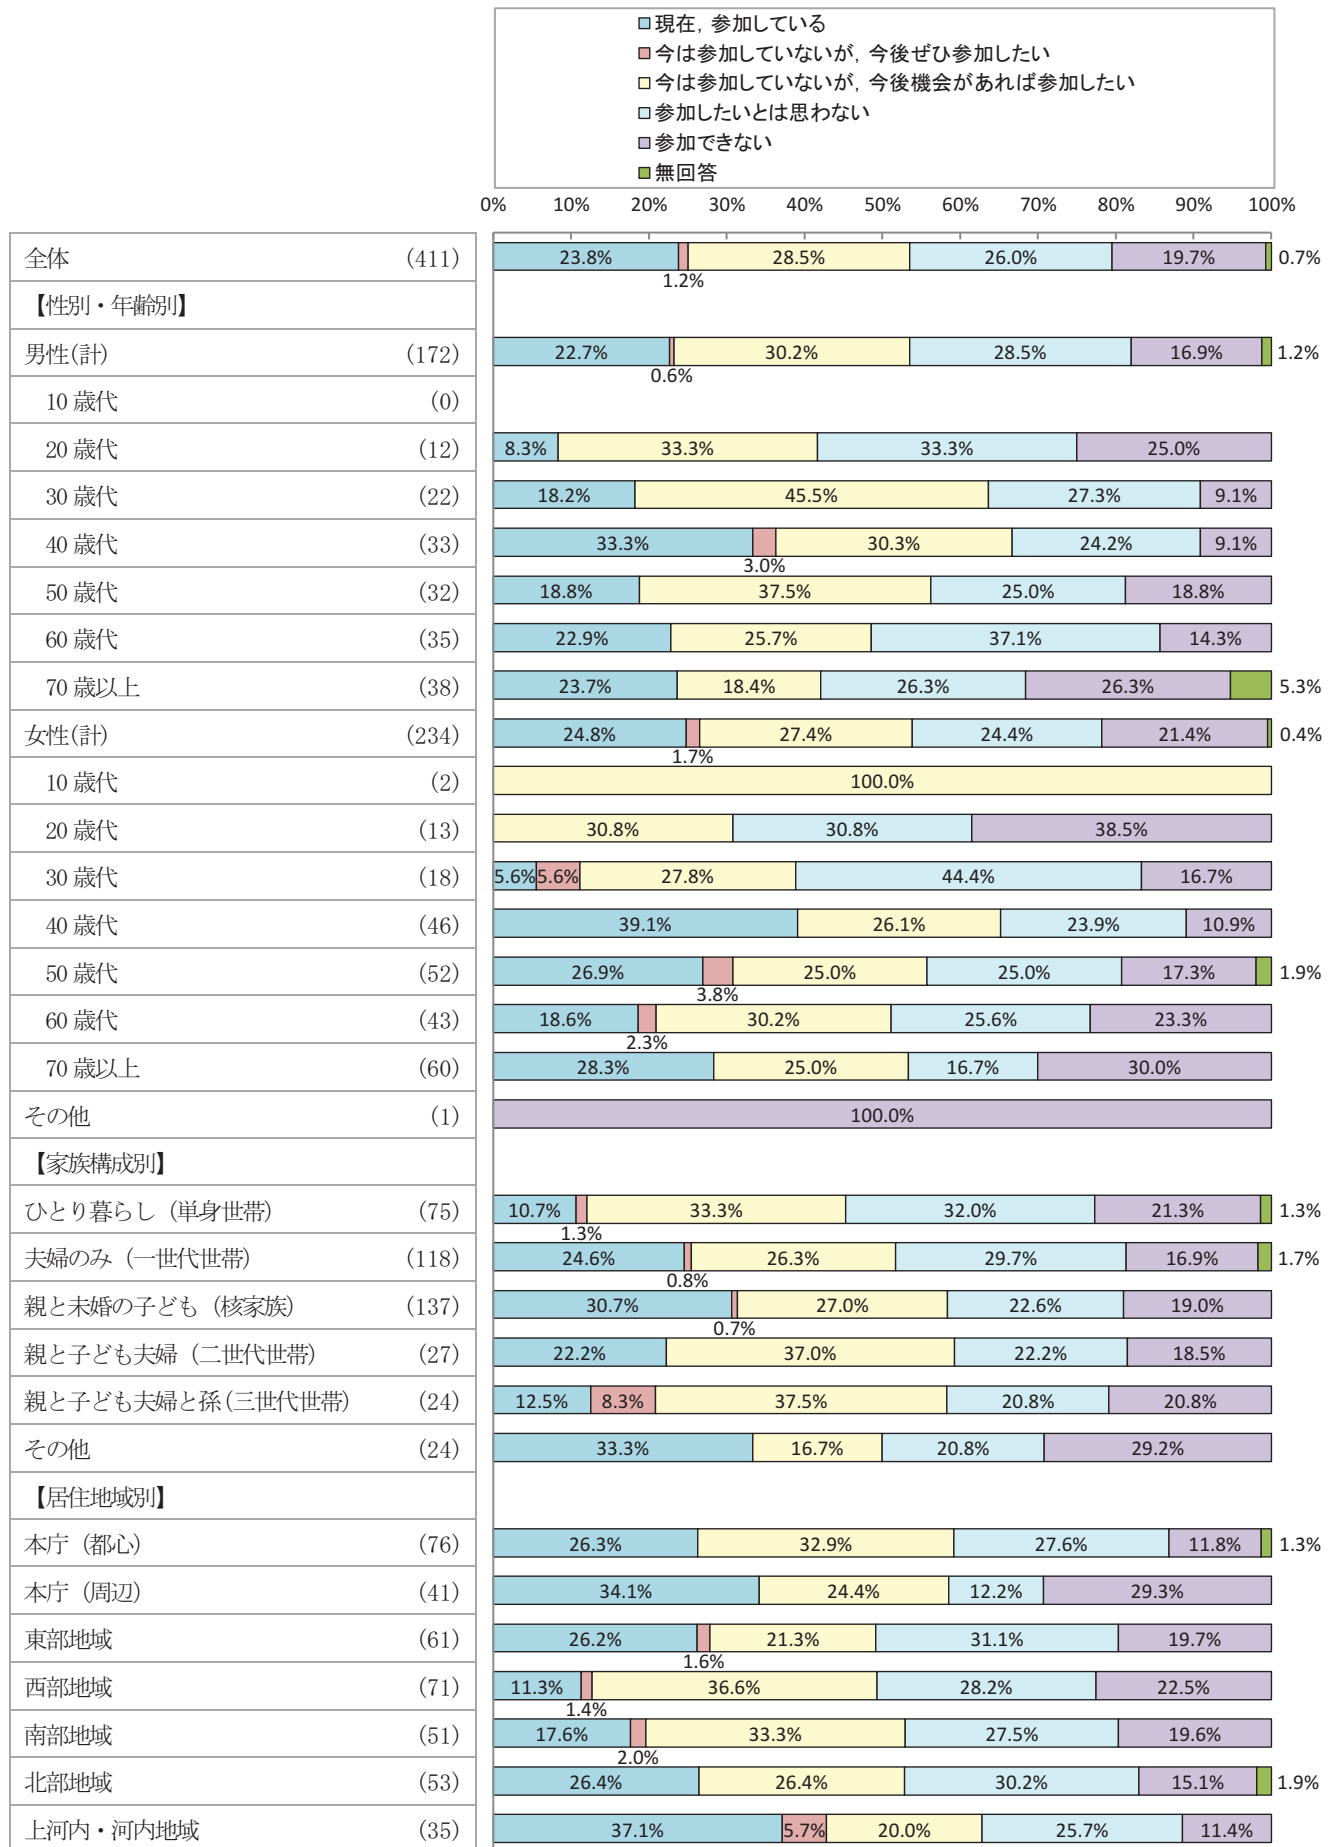 現在，参加している
今は参加していないが，今後ぜひ参加したい
今は参加していないが，今後機会があれば参加したい
参加したいとは思わない
参加できない
無回答
0% 10% 20% 30% 40% 50% 60% 70% 80% 90% 100%
全体 (411) 23.8% 28.5% 26.0% 19.7% 0.7%
1.2%
【性別・年齢別】
男性(計) (172) 22.7% 30.2% 28.5% 16.9% 1.2%
0.6%
10 歳代 (0)
20 歳代 (12) 8.3% 33.3% 33.3% 25.0%
30 歳代 (22) 18.2% 45.5% 27.3% 9.1%
40 歳代 (33) 33.3% 30.3% 24.2% 9.1%
3.0%
50 歳代 (32) 18.8% 37.5% 25.0% 18.8%
60 歳代 (35) 22.9% 25.7% 37.1% 14.3%
70 歳以上 (38) 23.7% 18.4% 26.3% 26.3% 5.3%
女性(計) (234) 24.8% 27.4% 24.4% 21.4% 0.4%
1.7%
10 歳代 (2) 100.0%
20 歳代 (13) 30.8% 30.8% 38.5%
30 歳代 (18) 5.6% 5.6% 27.8% 44.4% 16.7%
40 歳代 (46) 39.1% 26.1% 23.9% 10.9%
50 歳代 (52) 26.9% 25.0% 25.0% 17.3% 1.9%
3.8%
60 歳代 (43) 18.6% 30.2% 25.6% 23.3%
2.3%
70 歳以上 (60) 28.3% 25.0% 16.7% 30.0%
その他 (1) 100.0%
【家族構成別】
ひとり暮らし（単身世帯） (75) 10.7% 33.3% 32.0% 21.3% 1.3%
1.3%
夫婦のみ（一世代世帯） (118) 24.6% 26.3% 29.7% 16.9% 1.7%
0.8%
親と未婚の子ども（核家族） (137) 30.7% 27.0% 22.6% 19.0%
0.7%
親と子ども夫婦（二世代世帯） (27) 22.2% 37.0% 22.2% 18.5%
親と子ども夫婦と孫(三世代世帯) (24) 12.5% 8.3% 37.5% 20.8% 20.8%
その他 (24) 33.3% 16.7% 20.8% 29.2%
【居住地域別】
本庁（都心） (76) 26.3% 32.9% 27.6% 11.8% 1.3%
本庁（周辺） (41) 34.1% 24.4% 12.2% 29.3%
東部地域 (61) 26.2% 21.3% 31.1% 19.7%
1.6%
西部地域 (71) 11.3% 36.6% 28.2% 22.5%
1.4%
南部地域 (51) 17.6% 33.3% 27.5% 19.6%
2.0%
北部地域 (53) 26.4% 26.4% 30.2% 15.1% 1.9%
上河内・河内地域 (35) 37.1% 5.7% 20.0% 25.7% 11.4%